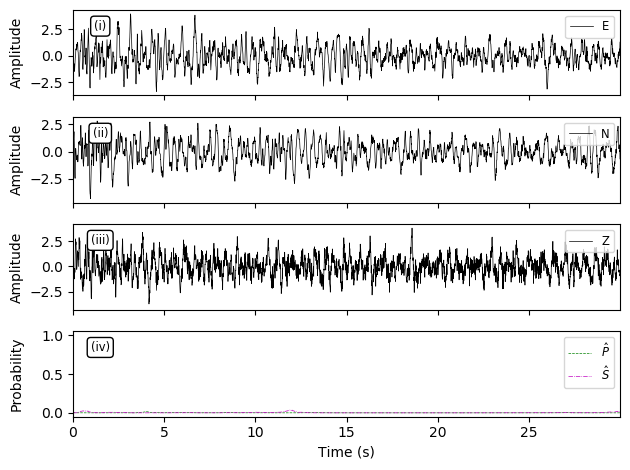 (i)
E
Amplitude
2.5
0.0
−2.5
(ii)
N
Amplitude
2.5
0.0
−2.5
(iii)
Z
Amplitude
2.5
0.0
−2.5
(iv)
P̂
Ŝ
Probability
1.0
0.5
0.0
0 5 10 15 20 25
Time (s)